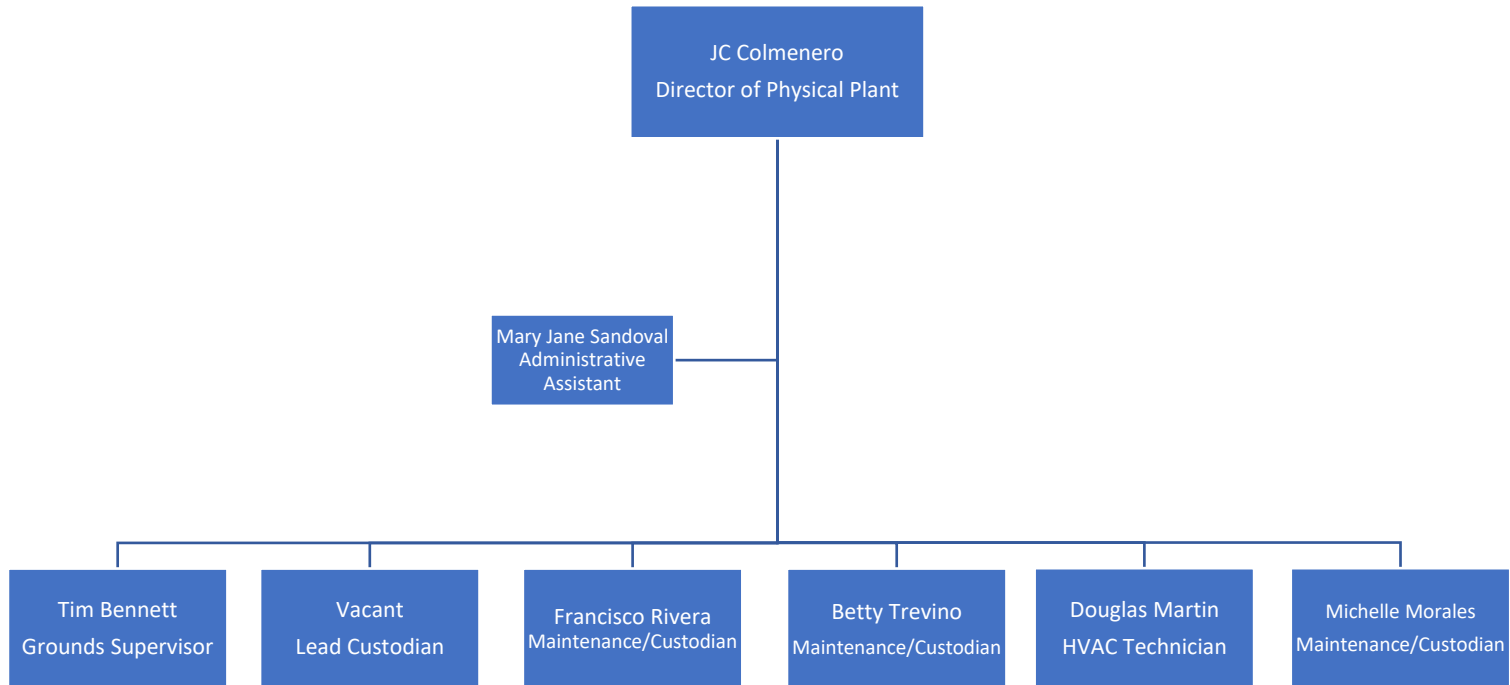 JC Colmenero
Director of Physical Plant
Mary Jane Sandoval
Administrative
Assistant
Tim Bennett
Grounds Supervisor
Vacant
Lead Custodian
Francisco Rivera
Maintenance/Custodian
Betty Trevino
Maintenance/Custodian
Douglas Martin
HVAC Technician
Michelle Morales
Maintenance/Custodian